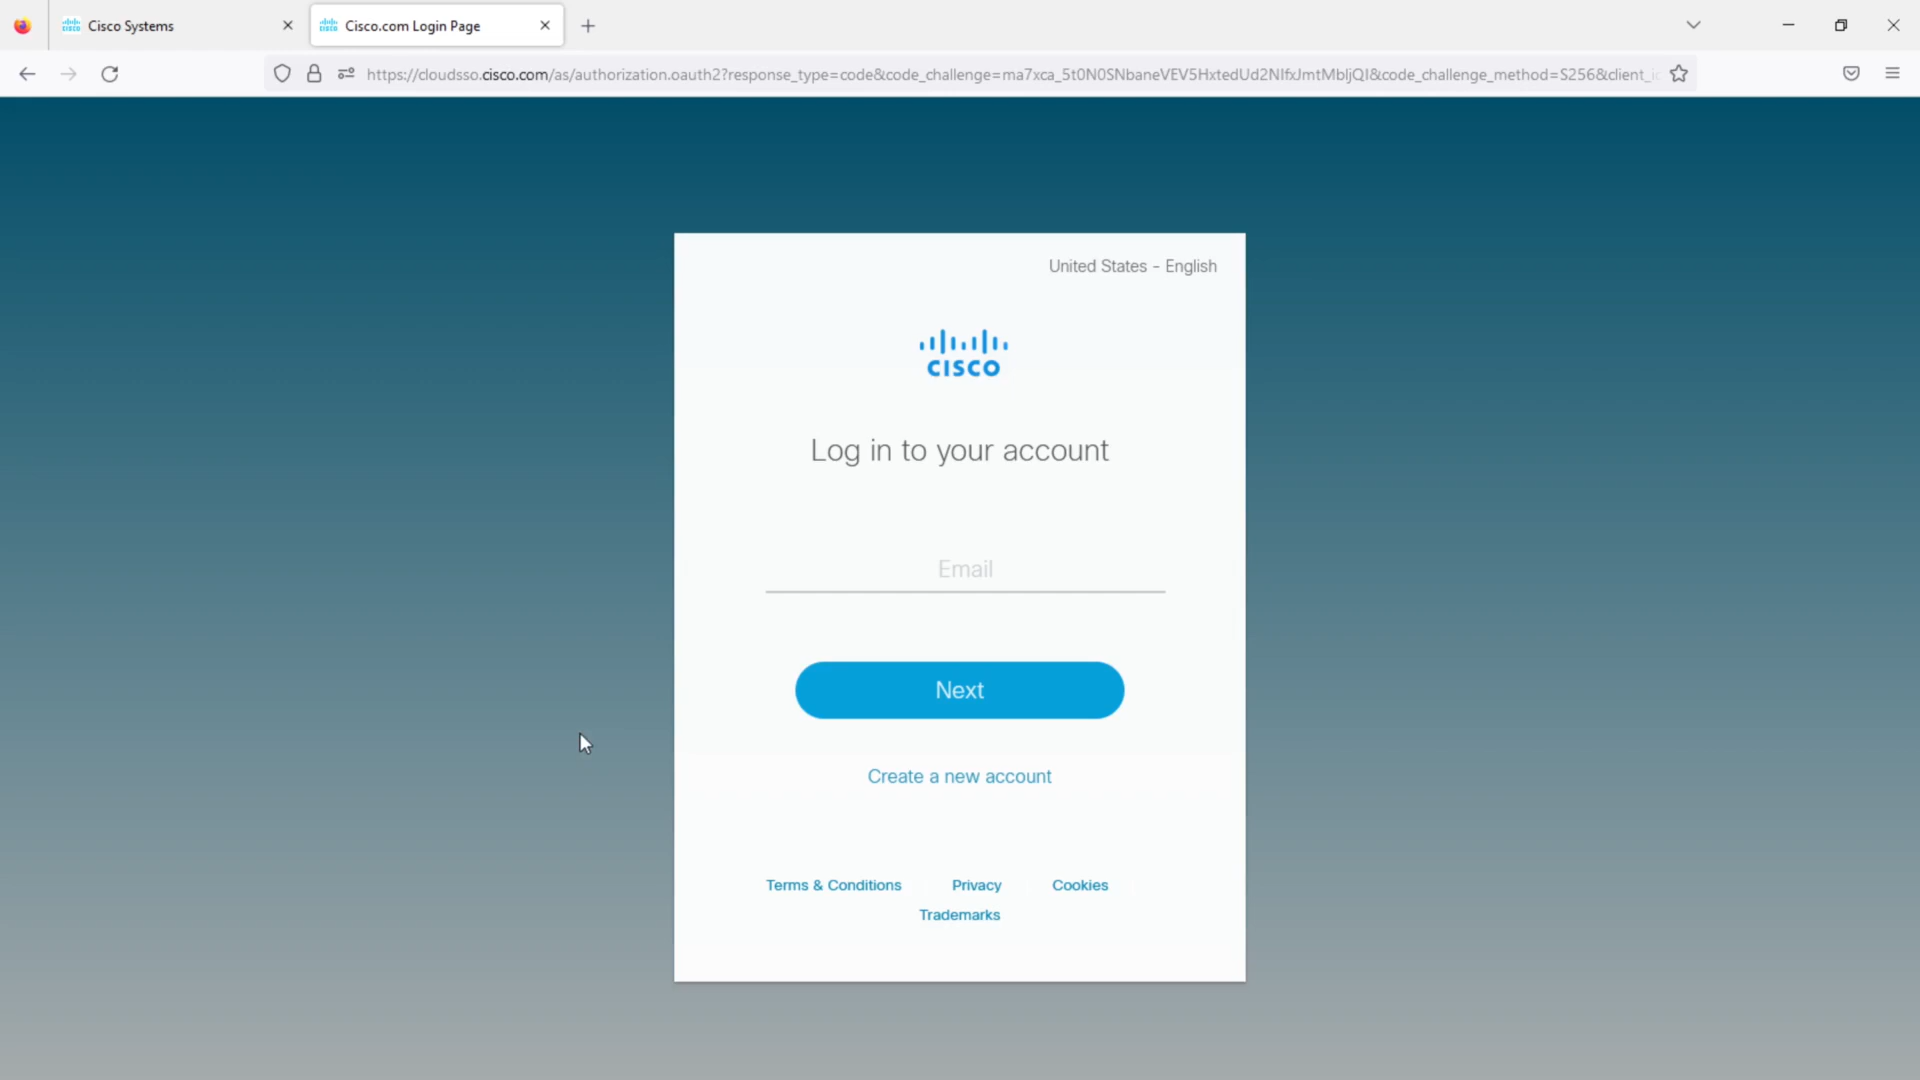 Cisco Systems
Cisco.com Login Page
https://cloudsso.cisco.com/as/authorization.oauth2?response_type=code&code_challenge=ma7xca_5t0N0SNbaneVEV5HxtedUd2NIfxJmtMbljQI&code_challenge_method=S256&client_i
United States - English
CISCO
Log in to your account
Email
Next
Create a new account
Terms & Conditions Privacy Cookies
Trademarks